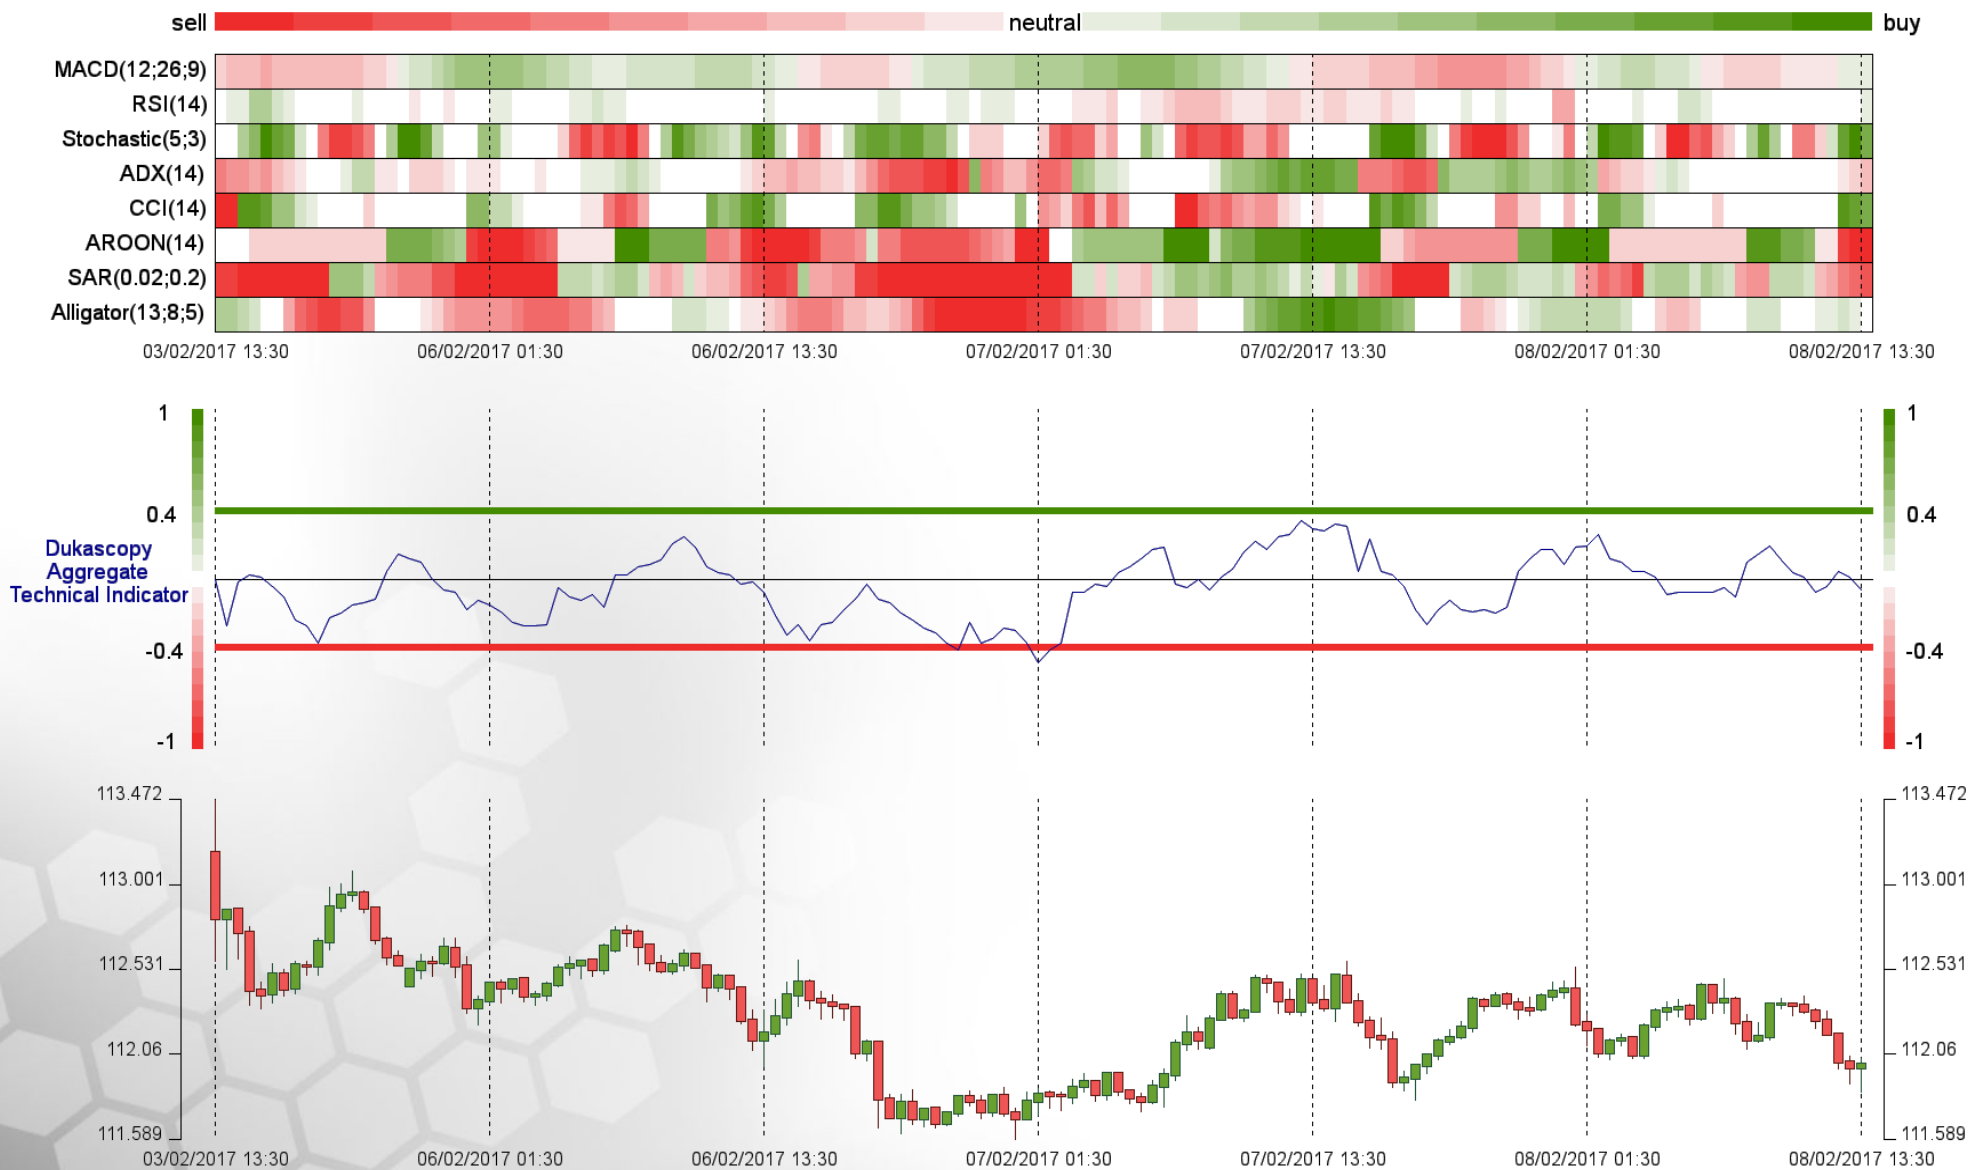 sell neutral buy
MACD(12;26;9)
RSI(14)
Stochastic(5;3)
ADX(14)
CCI(14)
AROON(14)
SAR(0.02;0.2)
Alligator(13;8;5)
03/02/2017 13:30 06/02/2017 01:30 06/02/2017 13:30 07/02/2017 01:30 07/02/2017 13:30 08/02/2017 01:30 08/02/2017 13:30
1 1
0.4 0.4
Dukascopy
Aggregate
Technical Indicator
-0.4 -0.4
-1 -1
113.472 113.472
113.001 113.001
112.531 112.531
112.06 112.06
111.589 111.589
03/02/2017 13:30 06/02/2017 01:30 06/02/2017 13:30 07/02/2017 01:30 07/02/2017 13:30 08/02/2017 01:30 08/02/2017 13:30